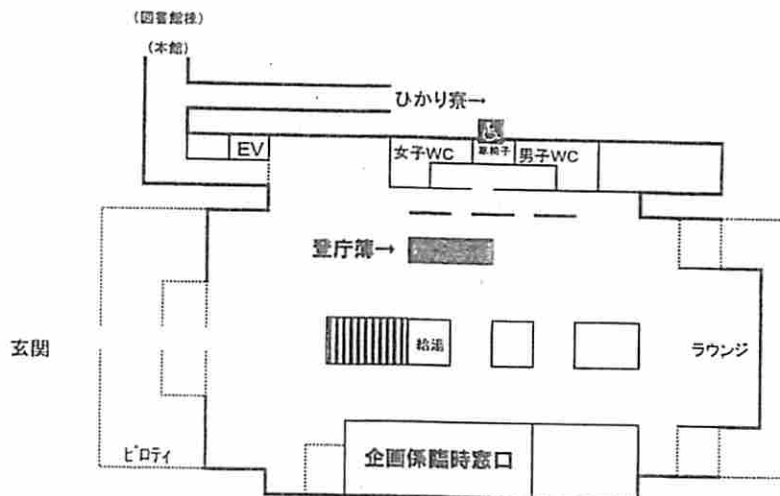 (図書館棟)
(本館)
ひかり寮→
EV
女子WC
車椅子
男子WC
登庁簿→
給湯
玄関
ラウンジ
ピロティ
企画係臨時窓口